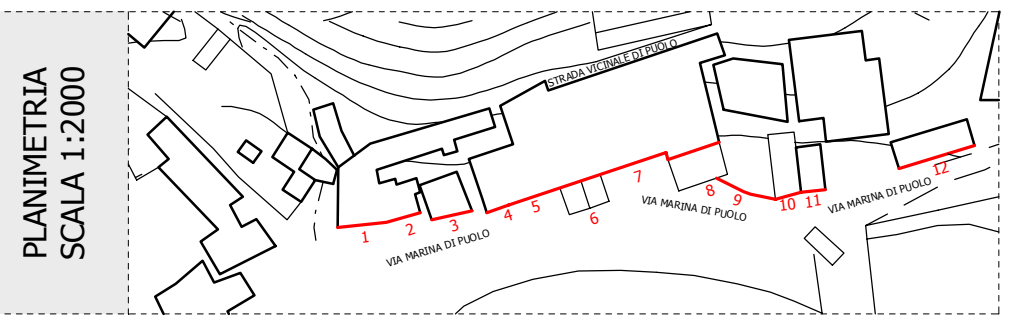 PLANIMETRIA
SCALA 1:2000
STRADA VICINALE DI PUOLO
1
2
3
4
5
6
7
8
9
10
11
12
VIA MARINA DI PUOLO
VIA MARINA DI PUOLO
VIA MARINA DI PUOLO